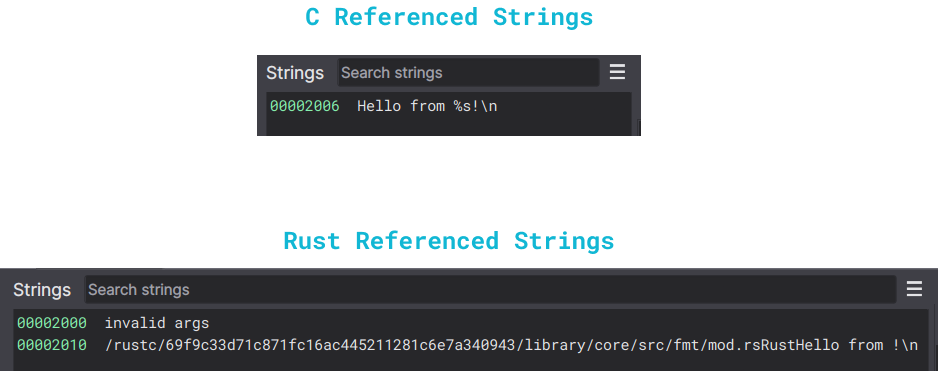 C Referenced Strings
Strings Search strings ☰
00002006 Hello from %s!\n
Rust Referenced Strings
Strings Search strings ☰
00002000 invalid args
00002010 /rustc/69f9c33d71c871fc16ac445211281c6e7a340943/library/core/src/fmt/mod.rsRustHello from !\n